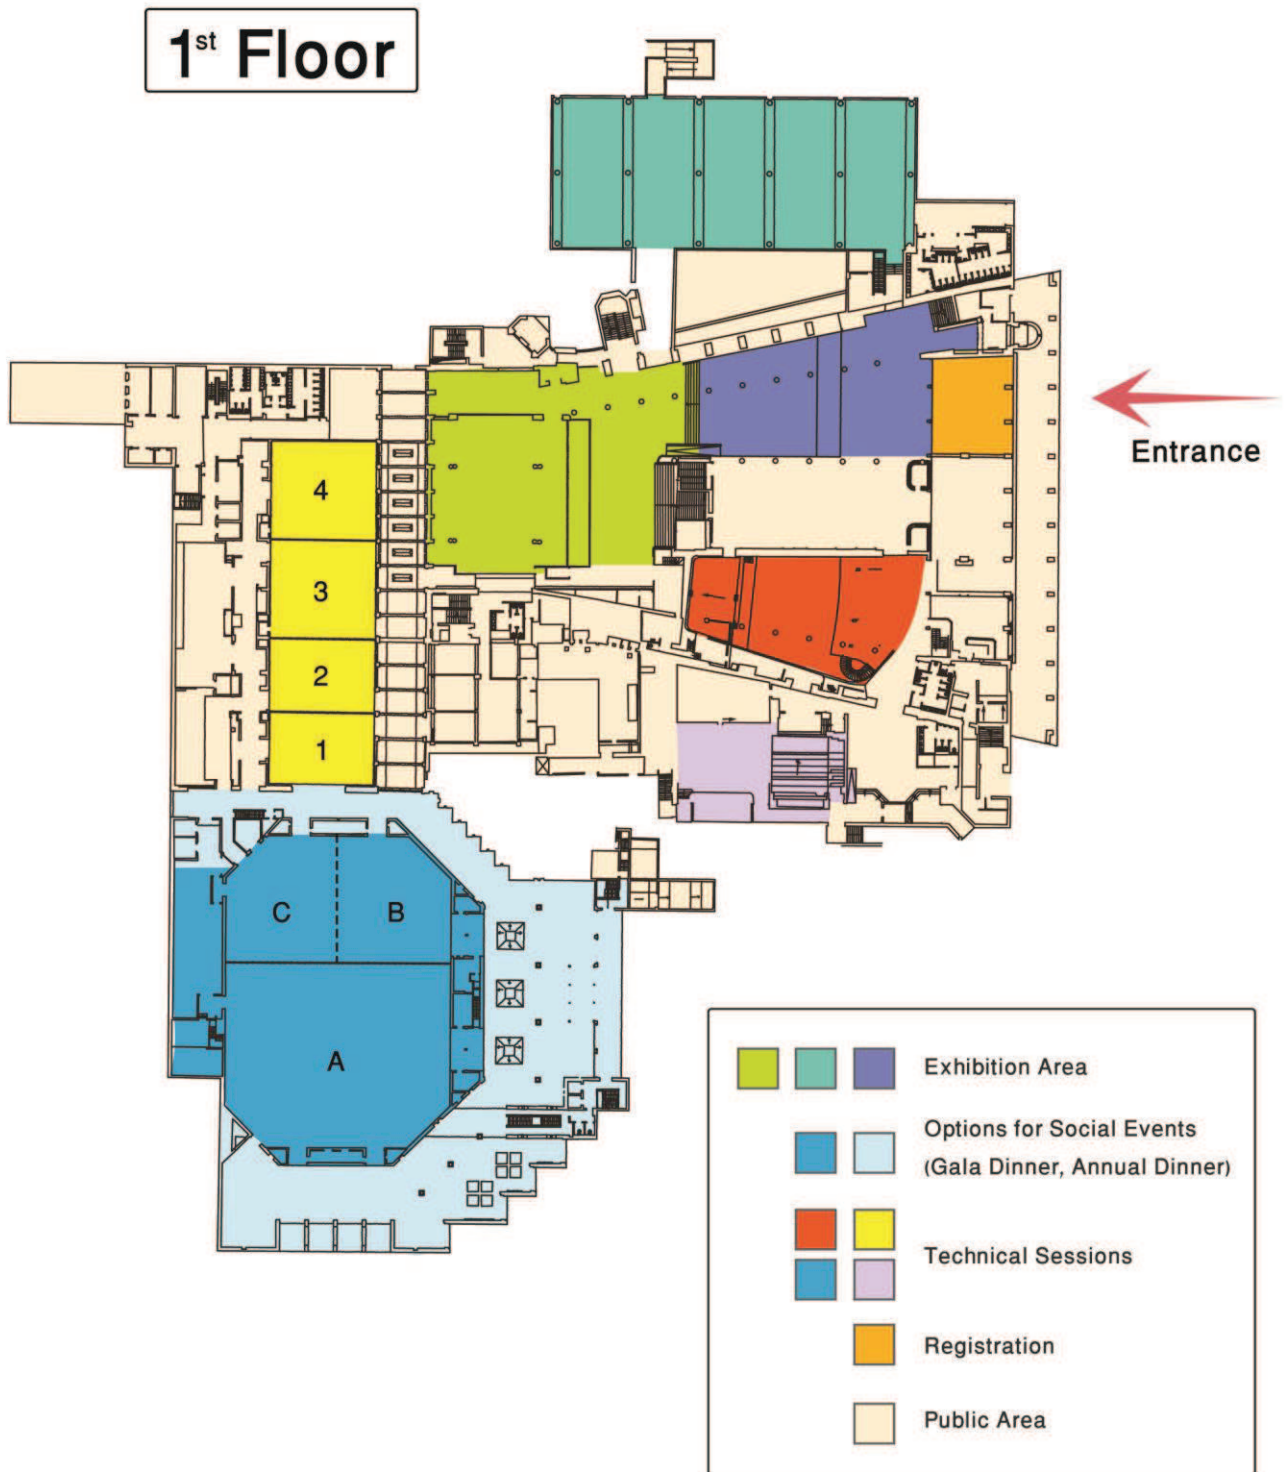 1st Floor
Entrance
4
3
2
1
C
B
A
Exhibition Area
Options for Social Events
(Gala Dinner, Annual Dinner)
Technical Sessions
Registration
Public Area